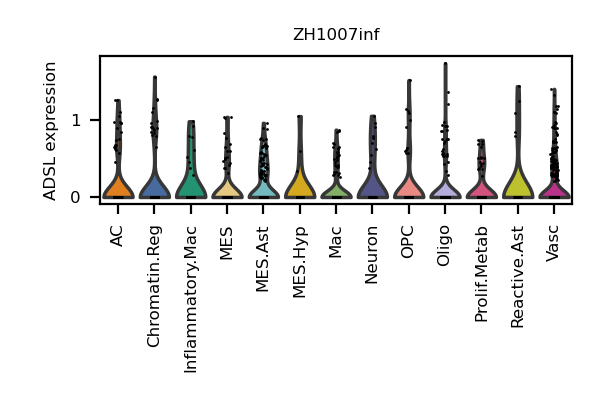 ZH1007inf
ADSL expression
1
0
AC
Chromatin.Reg
Inflammatory.Mac
MES
MES.Ast
MES.Hyp
Mac
Neuron
OPC
Oligo
Prolif.Metab
Reactive.Ast
Vasc